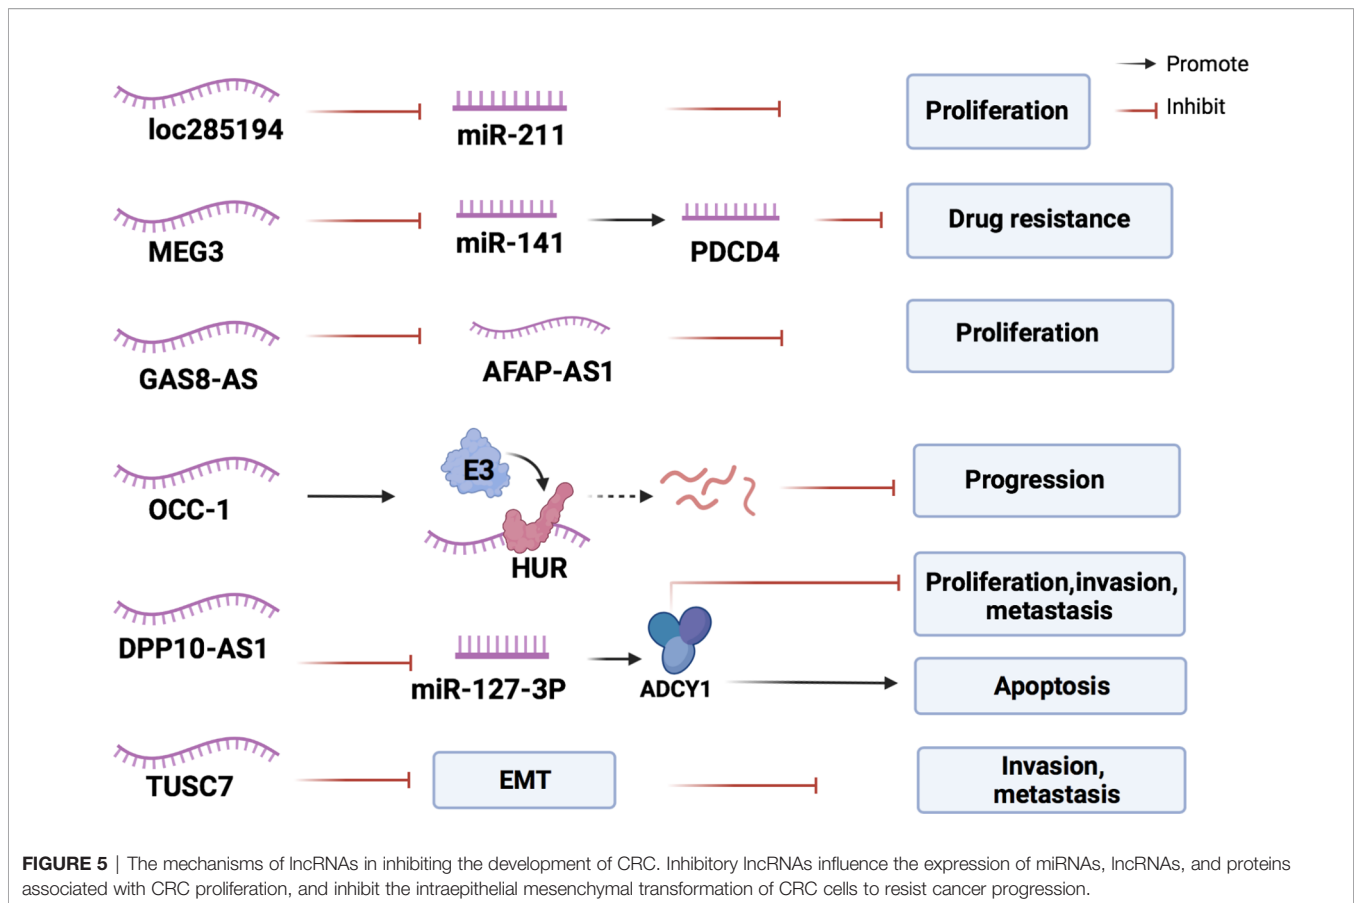 Promote
Inhibit
loc285194
miR-211
Proliferation
MEG3
miR-141
PDCD4
Drug resistance
GAS8-AS
AFAP-AS1
Proliferation
OCC-1
E3
HUR
Progression
DPP10-AS1
miR-127-3P
ADCY1
Proliferation,invasion,
metastasis
Apoptosis
TUSC7
EMT
Invasion,
metastasis
FIGURE 5 | The mechanisms of lncRNAs in inhibiting the development of CRC. Inhibitory lncRNAs influence the expression of miRNAs, lncRNAs, and proteins
associated with CRC proliferation, and inhibit the intraepithelial mesenchymal transformation of CRC cells to resist cancer progression.